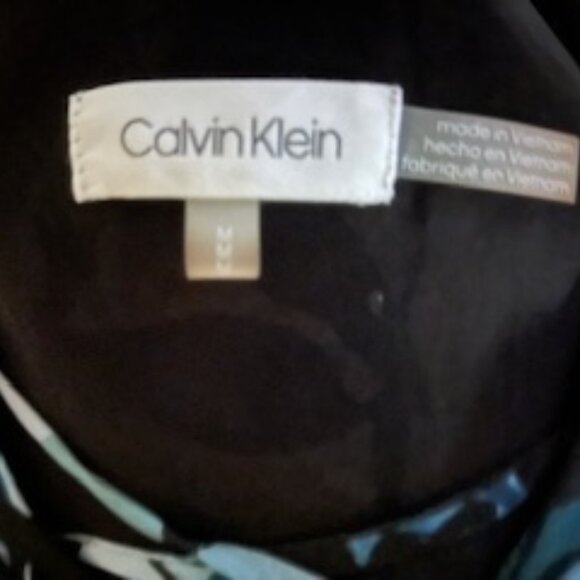 Calvin Klein
made in Vietnam
hecho en Vietnam
fabriqué en Vietnam
M
M
M